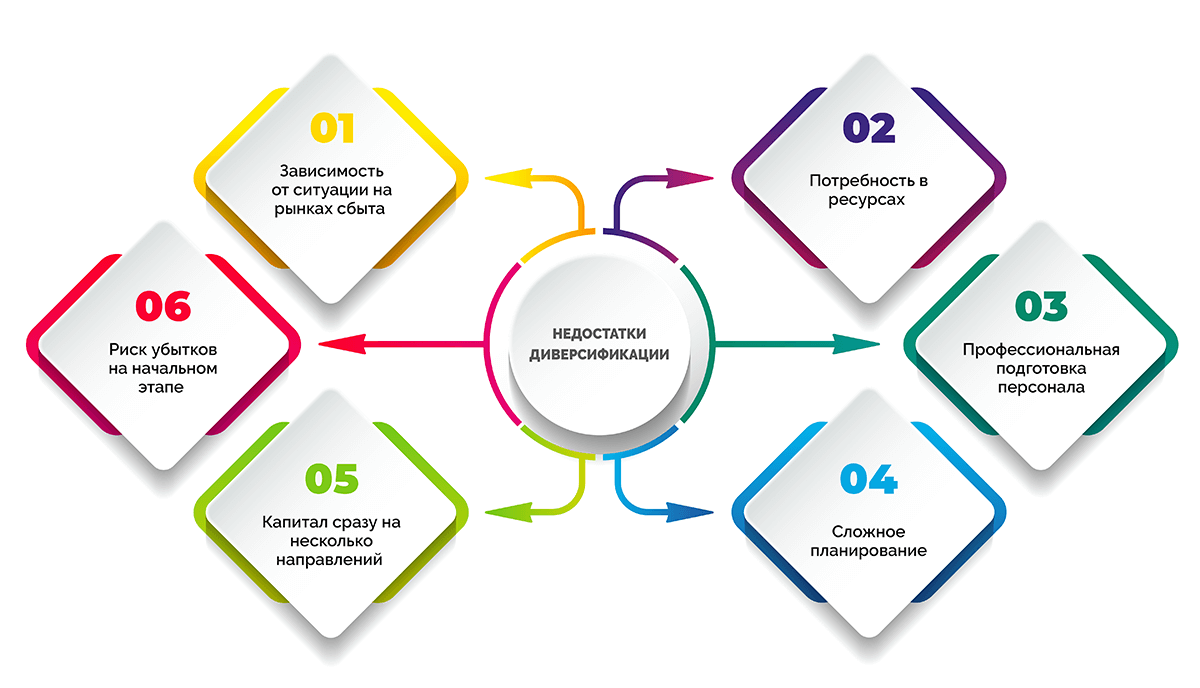 НЕДОСТАТКИ
ДИВЕРСИФИКАЦИИ
01
Зависимость
от ситуации на
рынках сбыта
02
Потребность в
ресурсах
03
Профессиональная
подготовка
персонала
04
Сложное
планирование
05
Капитал сразу на
несколько
направлений
06
Риск убытков
на начальном
этапе